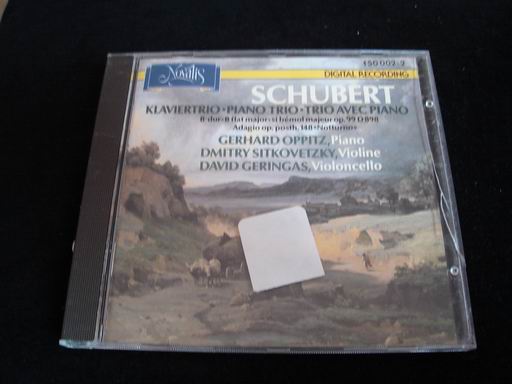 NOVALIS
150 002-2
DIGITAL RECORDING
SCHUBERT
KLAVIERTRIO · PIANO TRIO · TRIO AVEC PIANO
B-dur · B flat major · si bémol majeur op. 99 D 898
Adagio op. posth. 148 «Notturno»
GERHARD OPPITZ, Piano
DMITRY SITKOVETZKY, Violine
DAVID GERINGAS, Violoncello